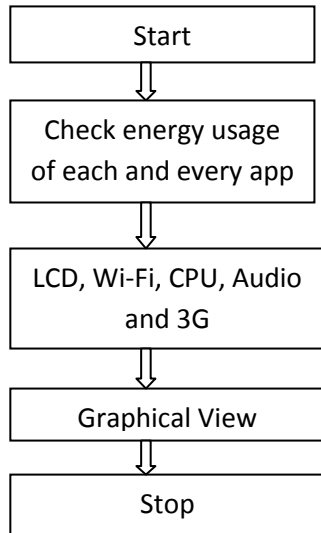 Start
Check energy usage
of each and every app
LCD, Wi-Fi, CPU, Audio
and 3G
Graphical View
Stop